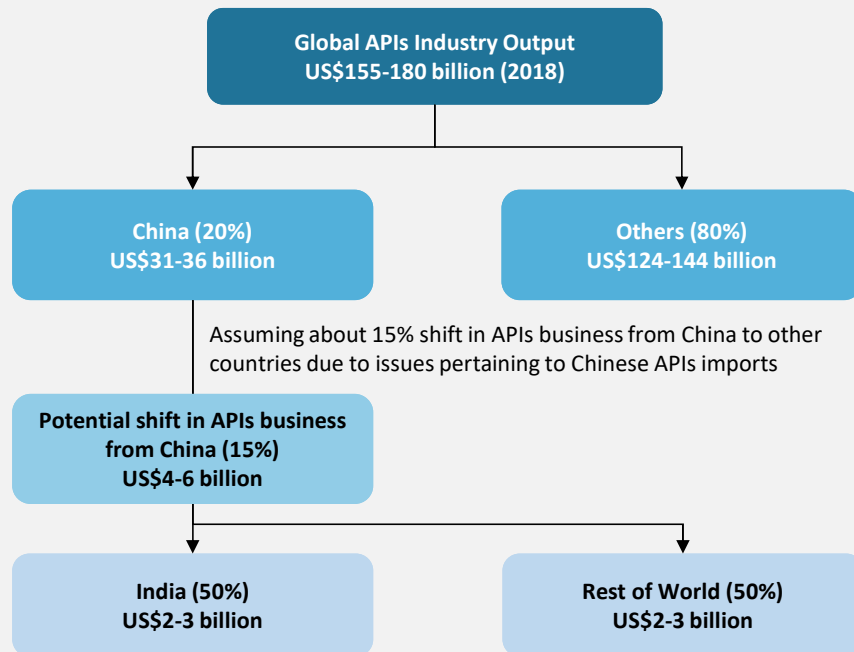 Global APIs Industry Output
US$155-180 billion (2018)
China (20%)
US$31-36 billion
Others (80%)
US$124-144 billion
Assuming about 15% shift in APIs business from China to other
countries due to issues pertaining to Chinese APIs imports
Potential shift in APIs business
from China (15%)
US$4-6 billion
India (50%)
US$2-3 billion
Rest of World (50%)
US$2-3 billion